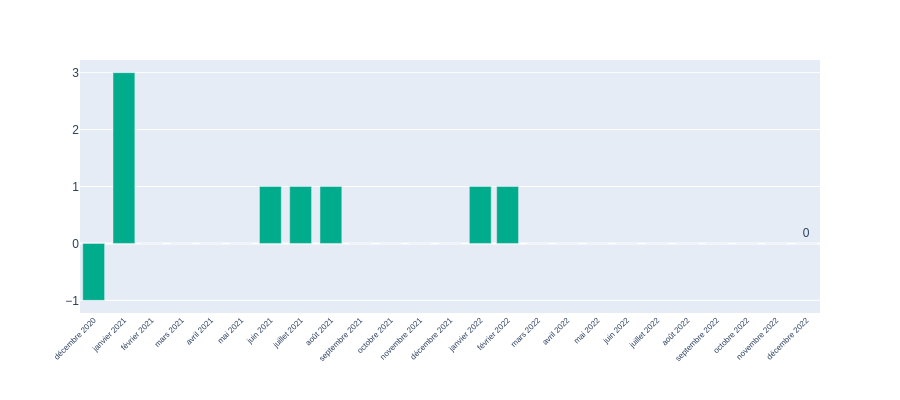 3
2
1
0
−1
0
décembre 2020
janvier 2021
février 2021
mars 2021
avril 2021
mai 2021
juin 2021
juillet 2021
août 2021
septembre 2021
octobre 2021
novembre 2021
décembre 2021
janvier 2022
février 2022
mars 2022
avril 2022
mai 2022
juin 2022
juillet 2022
août 2022
septembre 2022
octobre 2022
novembre 2022
décembre 2022